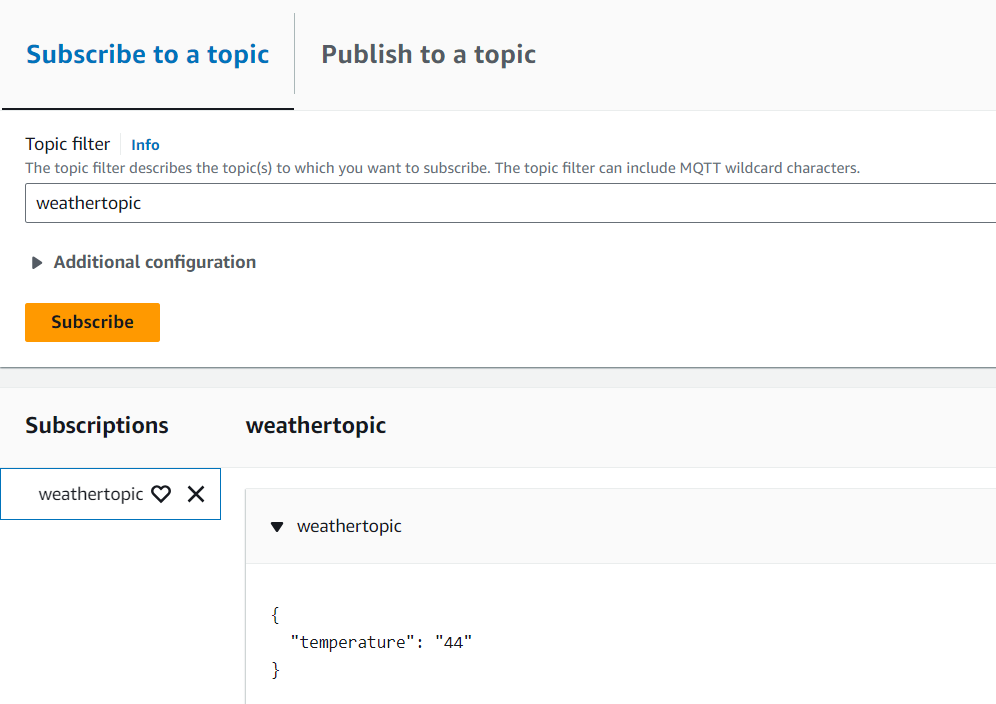 Subscribe to a topic
Publish to a topic
Topic filter
Info
The topic filter describes the topic(s) to which you want to subscribe. The topic filter can include MQTT wildcard characters.
weathertopic
Additional configuration
Subscribe
Subscriptions
weathertopic
weathertopic
weathertopic
{
"temperature": "44"
}